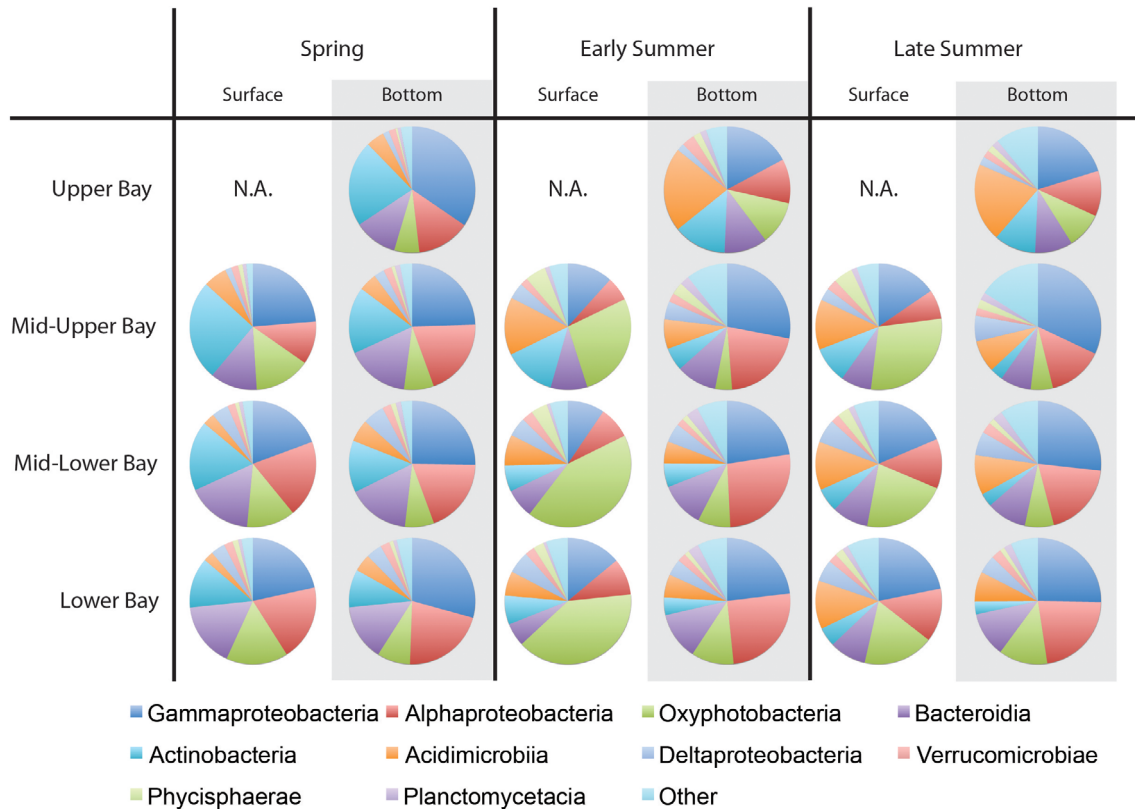 Spring Early Summer Late Summer
Surface Bottom Surface Bottom Surface Bottom
Upper Bay N.A. N.A. N.A.
Mid-Upper Bay
Mid-Lower Bay
Lower Bay
Gammaproteobacteria Alphaproteobacteria Oxyphotobacteria Bacteroidia
Actinobacteria Acidimicrobiia Deltaproteobacteria Verrucomicrobiae
Phycisphaerae Planctomycetacia Other